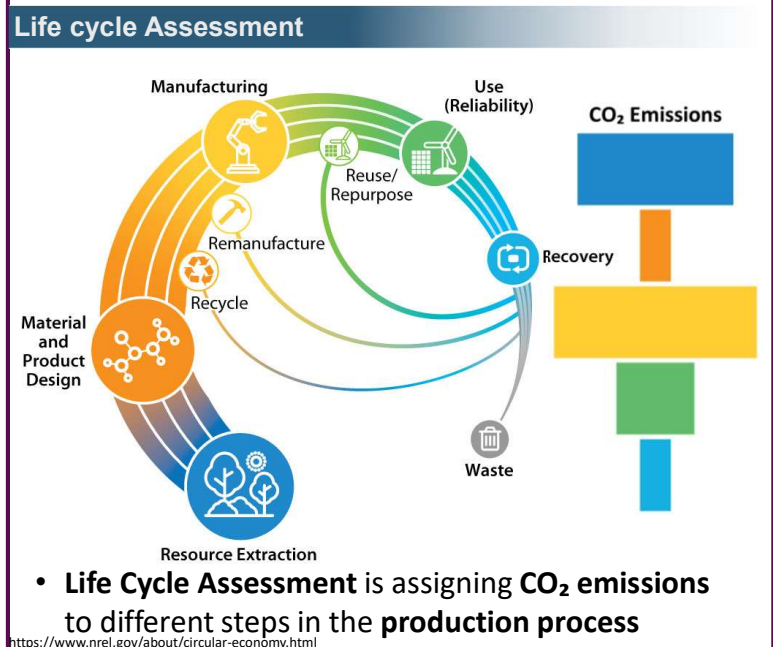 Life cycle Assessment
Manufacturing
Use
(Reliability)
CO₂ Emissions
Reuse/
Repurpose
Remanufacture
Recovery
Recycle
Material
and
Product
Design
Waste
Resource Extraction
• Life Cycle Assessment is assigning CO₂ emissions
to different steps in the production process
https://www.nrel.gov/about/circular-economy.html